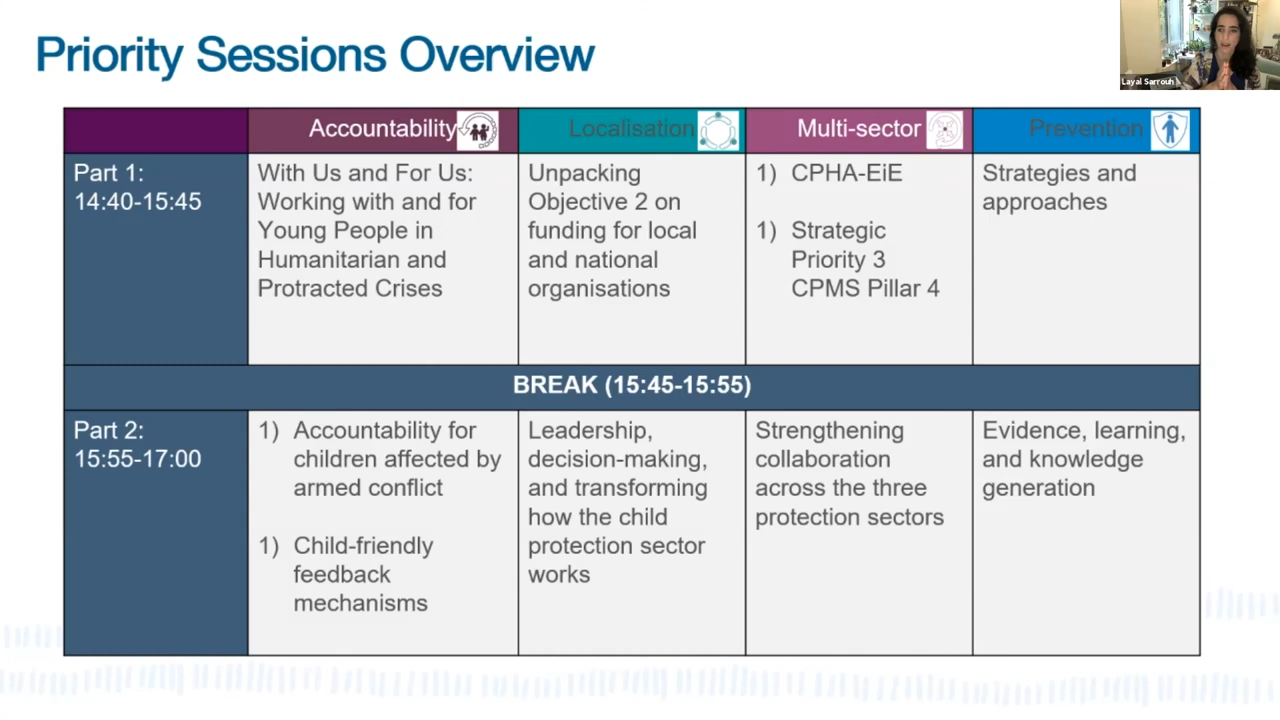 Priority Sessions Overview
Layal Sarrouh
Accountability
Localisation
Multi-sector
Prevention
Part 1:
14:40-15:45
With Us and For Us:
Working with and for
Young People in
Humanitarian and
Protracted Crises
Unpacking
Objective 2 on
funding for local
and national
organisations
1) CPHA-EiE
1) Strategic
Priority 3
CPMS Pillar 4
Strategies and
approaches
BREAK (15:45-15:55)
Part 2:
15:55-17:00
1) Accountability for
children affected by
armed conflict
1) Child-friendly
feedback
mechanisms
Leadership,
decision-making,
and transforming
how the child
protection sector
works
Strengthening
collaboration
across the three
protection sectors
Evidence, learning,
and knowledge
generation